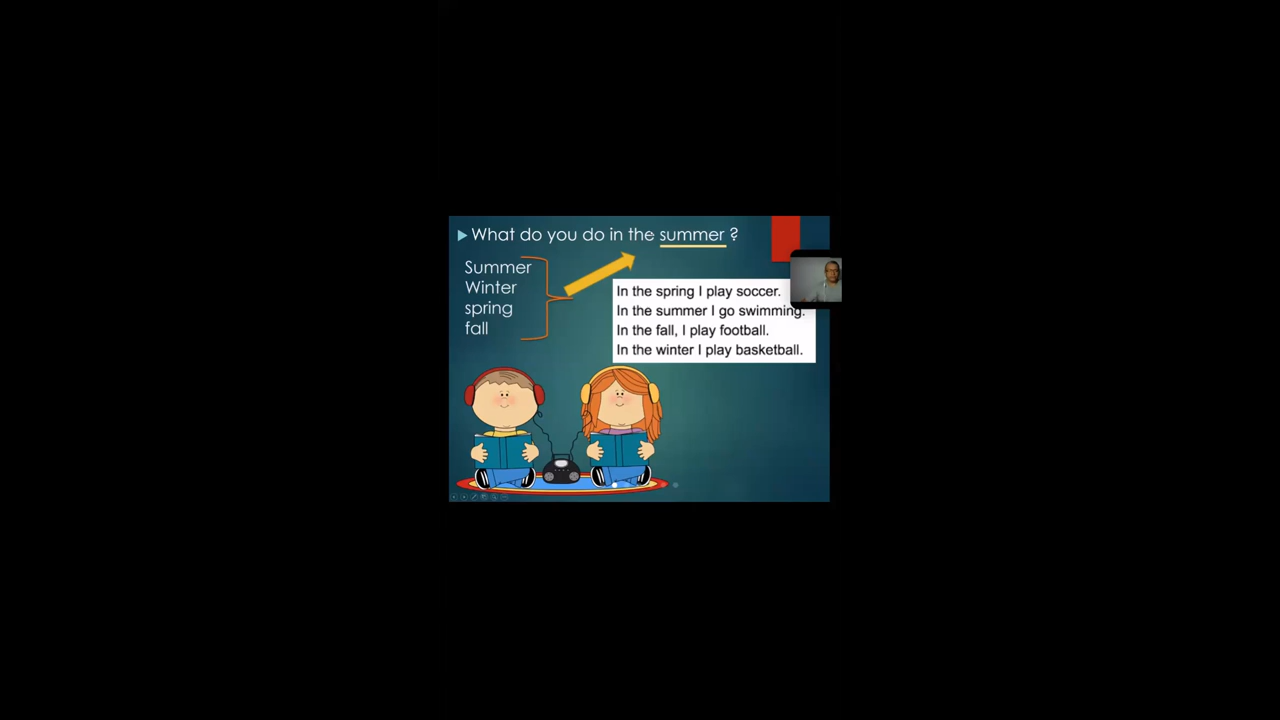 What do you do in the summer ?
Summer
Winter
spring
fall
In the spring I play soccer.
In the summer I go swimming.
In the fall, I play football.
In the winter I play basketball.